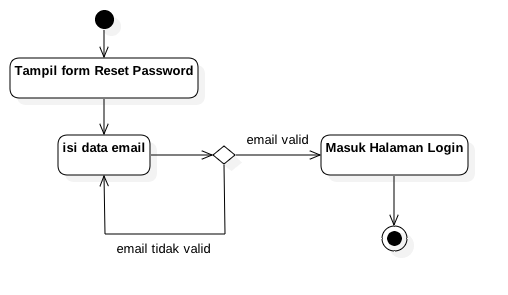 Tampil form Reset Password
email valid
isi data email
Masuk Halaman Login
email tidak valid